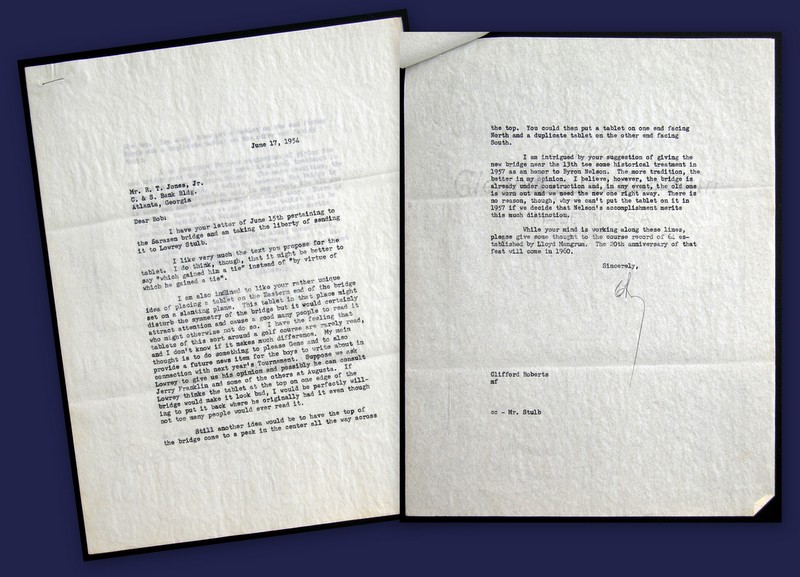 June 17, 1954
Mr. R. T. Jones, Jr.
C. & S. Bank Bldg.
Atlanta, Georgia
Dear Bob:
I have your letter of June 15th pertaining to
the Sarazen bridge and am taking the liberty of sending
it to Lowrey Stulb.
I like very much the text you propose for the
tablet. I do think, though, that it might be better to
say "which gained him a tie" instead of "by virtue of
which he gained a tie".
I am also inclined to like your rather unique
idea of placing a tablet on the Eastern end of the bridge
set on a slanting plane. This tablet in that place might
disturb the symmetry of the bridge but it would certainly
attract attention and cause a good many people to read it
who might otherwise not do so. I have the feeling that
tablets of this sort around a golf course are rarely read,
and I don't know if it makes much difference. My main
thought is to do something to please Gene and to also
provide a future news item for the boys to write about in
connection with next year's Tournament. Suppose we ask
Lowrey to give us his opinion and possibly he can consult
Jerry Franklin and some of the others at Augusta. If
Lowrey thinks the tablet at the top on one edge of the
bridge would make it look bad, I would be perfectly will-
ing to put it back where he originally had it even though
not too many people would ever read it.
Still another idea would be to have the top of
the bridge come to a peak in the center all the way across
the top. You could then put a tablet on one end facing
North and a duplicate tablet on the other end facing
South.
I am intrigued by your suggestion of giving the
new bridge near the 13th tee some historical treatment in
1957 as an honor to Byron Nelson. The more tradition, the
better in my opinion. I believe, however, the bridge is
already under construction and, in any event, the old one
is worn out and we need the new one right away. There is
no reason, though, why we can't put the tablet on it in
1957 if we decide that Nelson's accomplishment merits
this much distinction.
While your mind is working along these lines,
please give some thought to the course record of 64 es-
tablished by Lloyd Mangrum. The 20th anniversary of that
feat will come in 1960.
Sincerely,
Clifford Roberts
mf
cc - Mr. Stulb